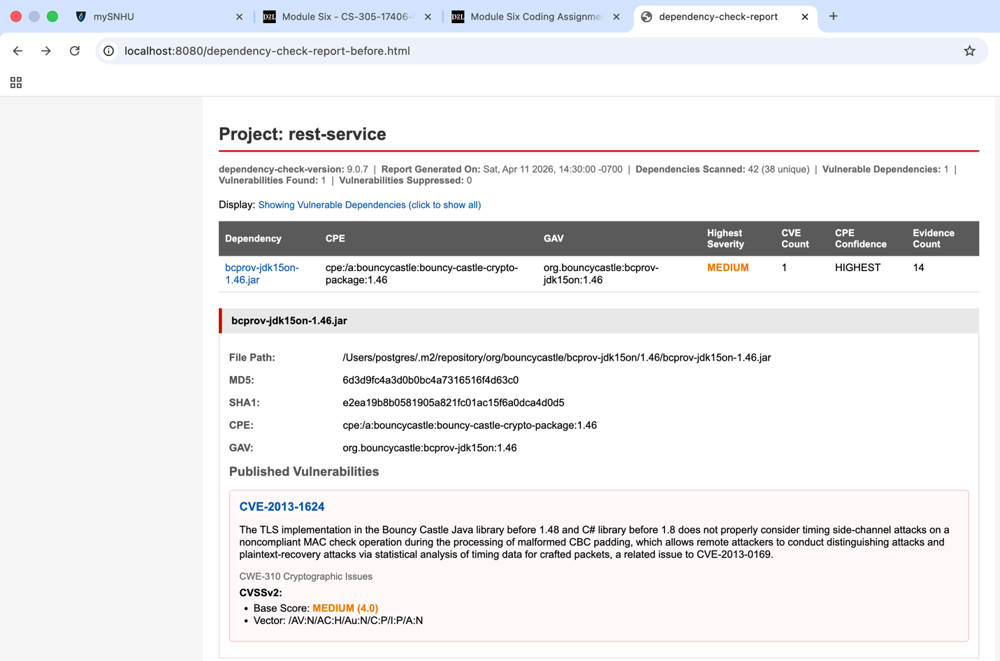 mySNHU
Module Six - CS-305-17406-
Module Six Coding Assignme
dependency-check-report
localhost:8080/dependency-check-report-before.html
Project: rest-service
dependency-check-version: 9.0.7 | Report Generated On: Sat, Apr 11 2026, 14:30:00 -0700 | Dependencies Scanned: 42 (38 unique) | Vulnerable Dependencies: 1 |
Vulnerabilities Found: 1 | Vulnerabilities Suppressed: 0
Display: Showing Vulnerable Dependencies (click to show all)
Dependency CPE GAV Highest Severity CVE Count CPE Confidence Evidence Count
bcprov-jdk15on- cpe:/a:bouncycastle:bouncy-castle-crypto- org.bouncycastle:bcprov- MEDIUM 1 HIGHEST 14
1.46.jar package:1.46 jdk15on:1.46
bcprov-jdk15on-1.46.jar
File Path: /Users/postgres/.m2/repository/org/bouncycastle/bcprov-jdk15on/1.46/bcprov-jdk15on-1.46.jar
MD5: 6d3d9fc4a3d0b0bc4a7316516f4d63c0
SHA1: e2ea19b8b0581905a821fc01ac15f6a0dca4d0d5
CPE: cpe:/a:bouncycastle:bouncy-castle-crypto-package:1.46
GAV: org.bouncycastle:bcprov-jdk15on:1.46
Published Vulnerabilities
CVE-2013-1624
The TLS implementation in the Bouncy Castle Java library before 1.48 and C# library before 1.8 does not properly consider timing side-channel attacks on a
noncompliant MAC check operation during the processing of malformed CBC padding, which allows remote attackers to conduct distinguishing attacks and
plaintext-recovery attacks via statistical analysis of timing data for crafted packets, a related issue to CVE-2013-0169.
CWE-310 Cryptographic Issues
CVSSv2:
• Base Score: MEDIUM (4.0)
• Vector: /AV:N/AC:H/Au:N/C:P/I:P/A:N